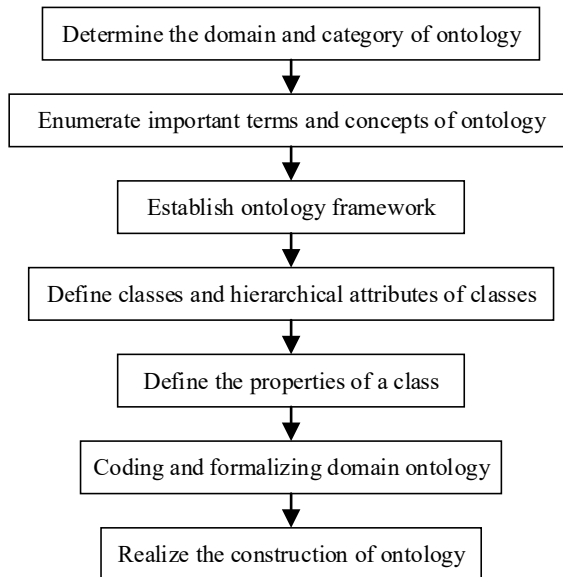 Determine the domain and category of ontology
Enumerate important terms and concepts of ontology
Establish ontology framework
Define classes and hierarchical attributes of classes
Define the properties of a class
Coding and formalizing domain ontology
Realize the construction of ontology